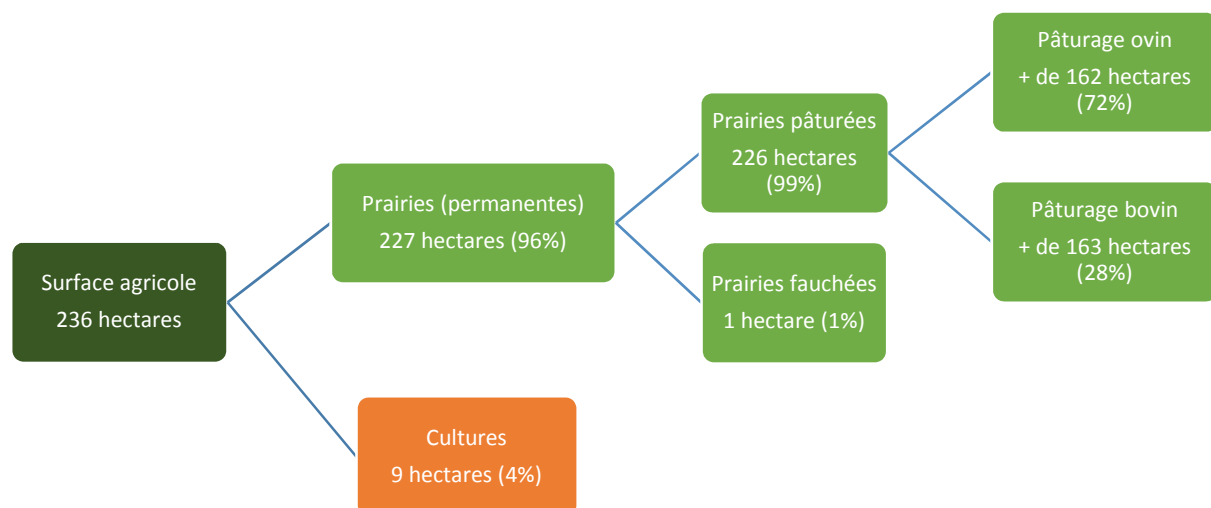 Surface agricole
236 hectares
Prairies (permanentes)
227 hectares (96%)
Cultures
9 hectares (4%)
Prairies pâturées
226 hectares
(99%)
Prairies fauchées
1 hectare (1%)
Pâturage ovin
+ de 162 hectares
(72%)
Pâturage bovin
+ de 163 hectares
(28%)